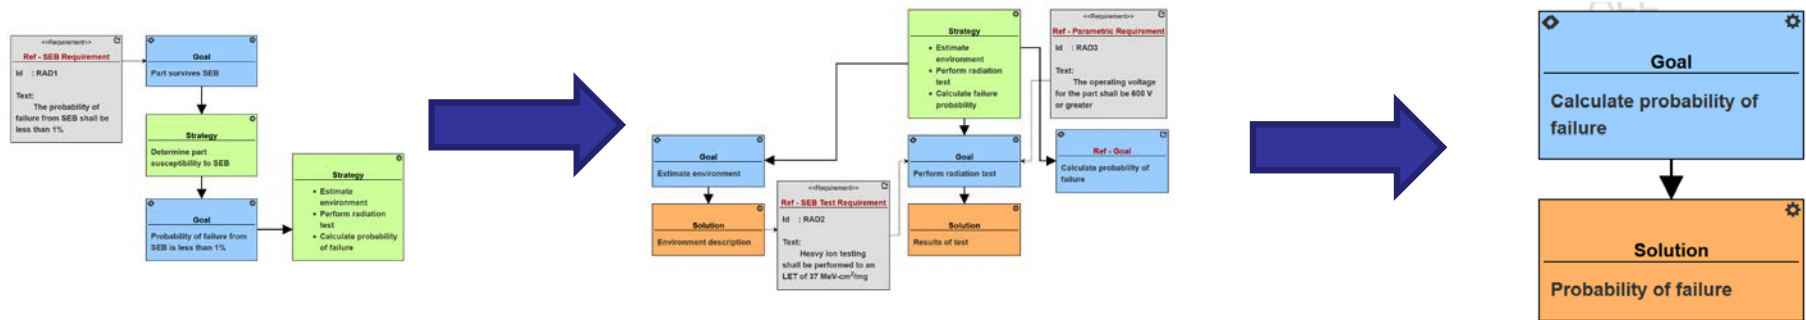 <<Requirement>>
Ref - SEB Requirement
Id : RAD1
Text:
The probability of
failure from SEB shall be
less than 1%
Goal
Part survives SEB
Strategy
Determine part
susceptibility to SEB
Goal
Probability of failure from
SEB is less than 1%
Strategy
• Estimate
environment
• Perform radiation
test
• Calculate probability
of failure
Strategy
• Estimate
environment
• Perform radiation
test
• Calculate failure
probability
<<Requirement>>
Ref - Parametric Requirement
Id : RAD3
Text:
The operating voltage
for the part shall be 600 V
or greater
Goal
Estimate environment
Solution
Environment description
<<Requirement>>
Ref - SEB Test Requirement
Id : RAD2
Text:
Heavy ion testing
shall be performed to an
LET of 37 MeV-cm²/mg
Goal
Perform radiation test
Solution
Results of test
Ref - Goal
Calculate probability of
failure
Goal
Calculate probability of
failure
Solution
Probability of failure